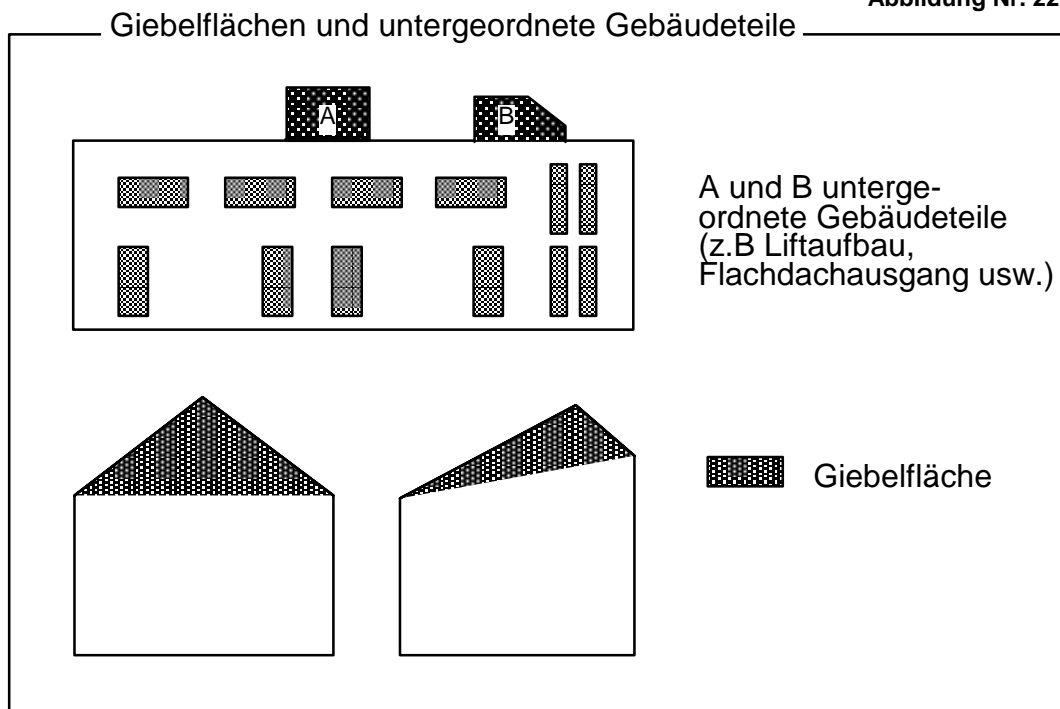 Abbildung Nr. 22
Giebelflächen und untergeordnete Gebäudeteile
A
B
A und B unterge-
ordnete Gebäudeteile
(z.B Liftaufbau,
Flachdachausgang usw.)
Giebelfläche